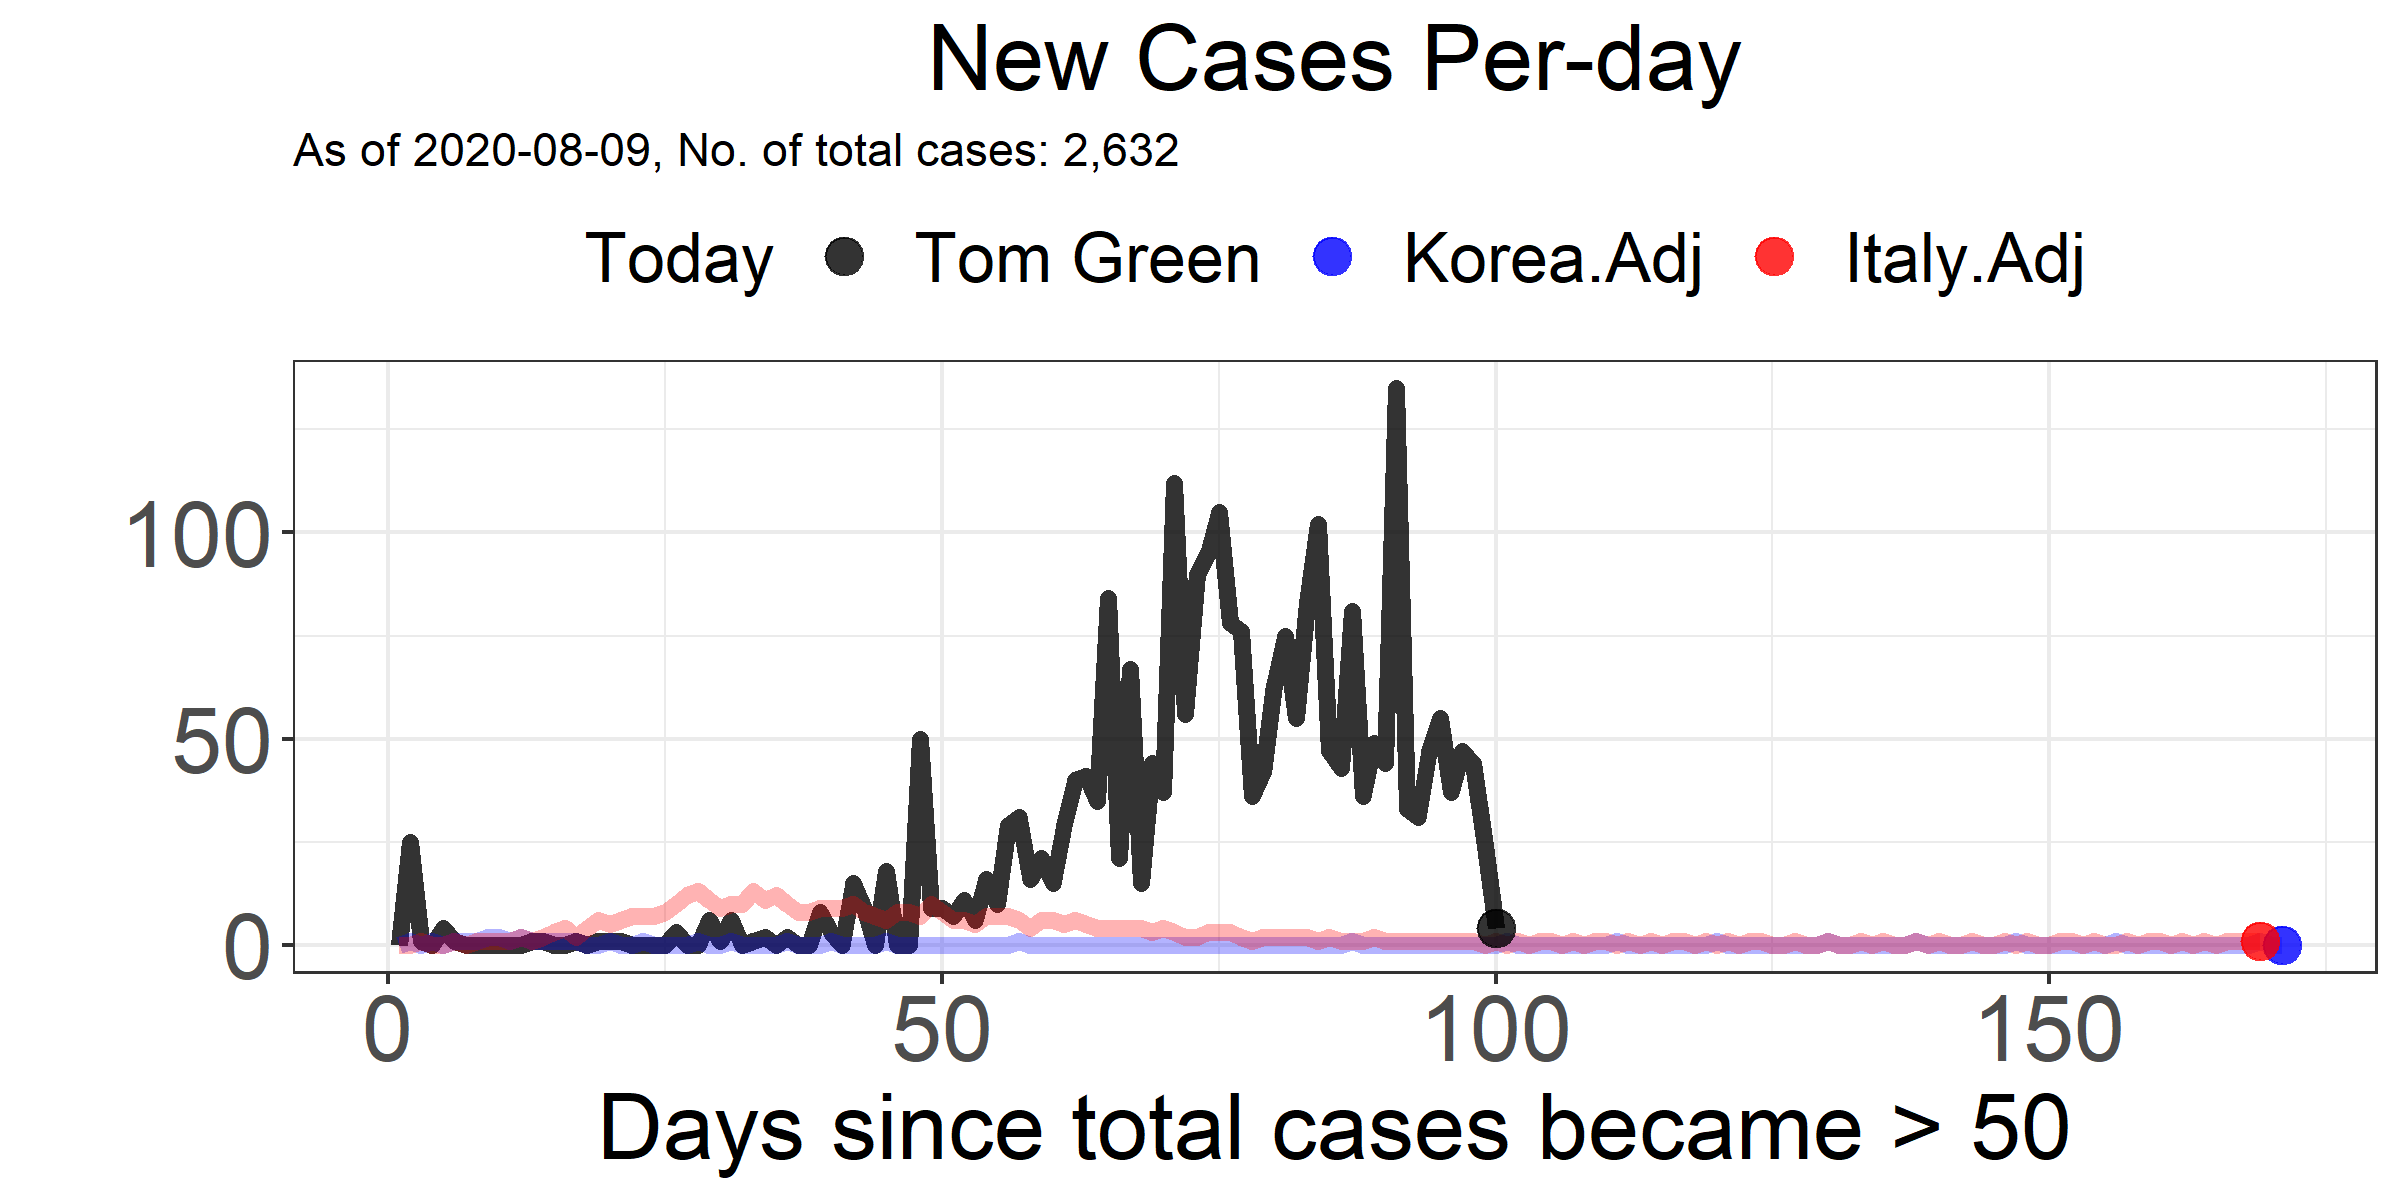 New Cases Per-day
As of 2020-08-09, No. of total cases: 2,632
Today Tom Green Korea.Adj Italy.Adj
100
50
0
0 50 100 150
Days since total cases became > 50